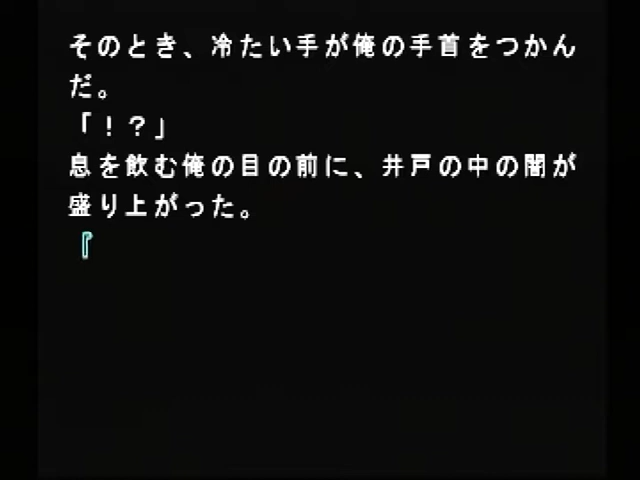 そのとき、冷たい手が俺の手首をつかん
だ。
「！？」
息を飲む俺の目の前に、井戸の中の闇が
盛り上がった。
『